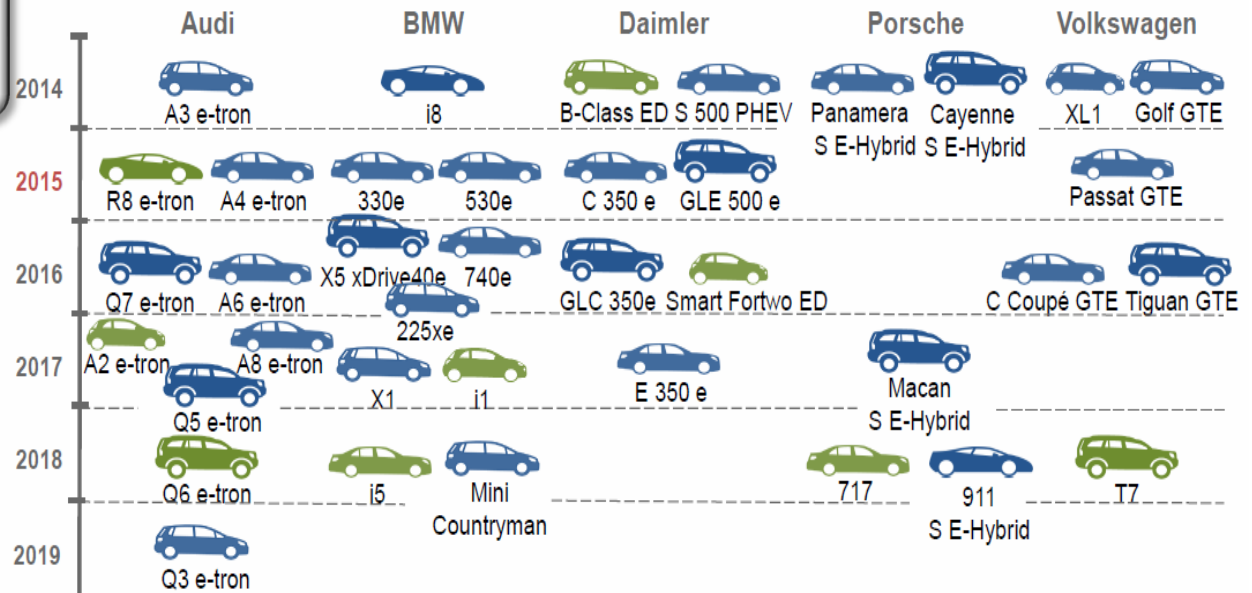 Audi BMW Daimler Porsche Volkswagen
2014
A3 e-tron i8 B-Class ED S 500 PHEV Panamera Cayenne XL1 Golf GTE
S E-Hybrid S E-Hybrid
2015
R8 e-tron A4 e-tron 330e 530e C 350 e GLE 500 e Passat GTE
2016
X5 xDrive40e 740e
Q7 e-tron A6 e-tron GLC 350e Smart Fortwo ED C Coupé GTE Tiguan GTE
225xe
2017
A2 e-tron A8 e-tron
X1 i1 E 350 e Macan
Q5 e-tron S E-Hybrid
2018
Q6 e-tron i5 Mini 717 911 T7
Countryman S E-Hybrid
2019
Q3 e-tron